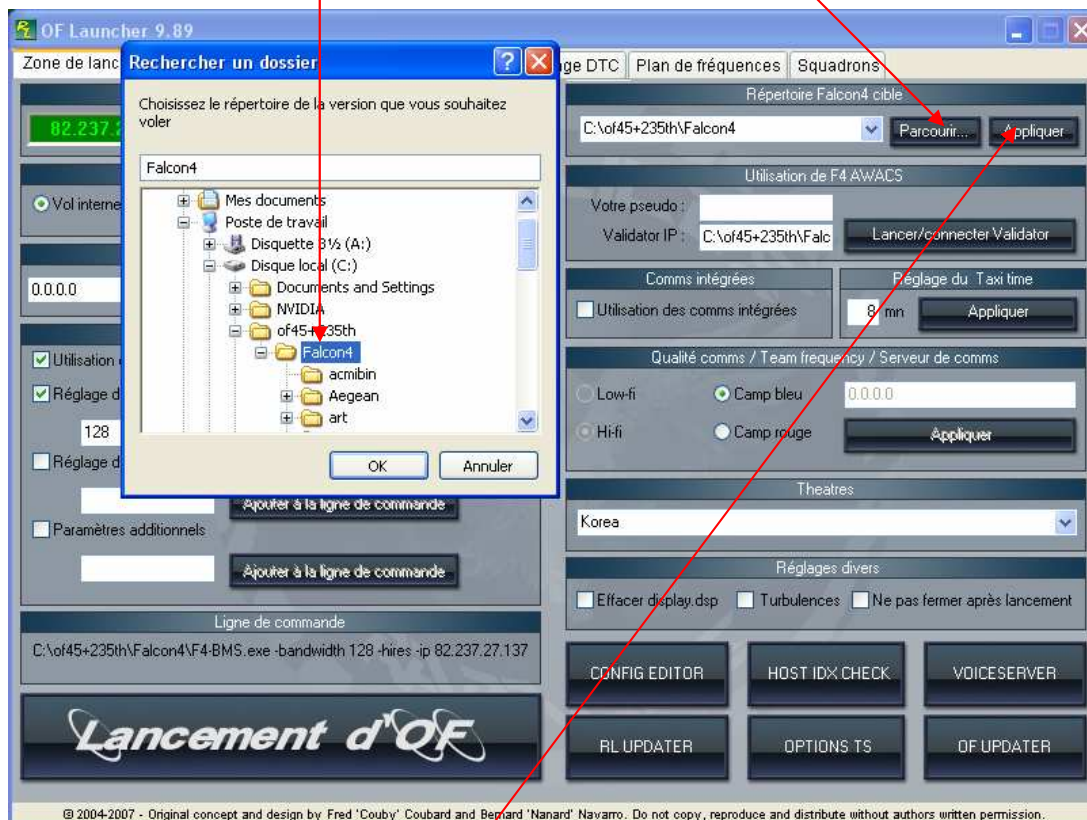 OF Launcher 9.89
Zone de lanc
ge DTC
Plan de fréquences
Squadrons
Rechercher un dossier
Choisissez le répertoire de la version que vous souhaitez
voler
Falcon4
Mes documents
Poste de travail
Disquette 3½ (A:)
Disque local (C:)
Documents and Settings
NVIDIA
of45+235th
Falcon4
acmibin
Aegean
art
OK
Annuler
82.237.2
Vol interne
0.0.0.0
Utilisation
Réglage d
128
Réglage d
Ajouter à la ligne de commande
Paramètres additionnels
Ajouter à la ligne de commande
Ligne de commande
C:\of45+235th\Falcon4\F4-BMS.exe -bandwidth 128 -hires -ip 82.237.27.137
Lancement d'OF
Répertoire Falcon4 cible
C:\of45+235th\Falcon4
Parcourir...
Appliquer
Utilisation de F4 AWACS
Votre pseudo :
Validator IP :
C:\of45+235th\Falc
Lancer/connecter Validator
Comms intégrées
Utilisation des comms intégrées
Réglage du Taxi time
8 mn
Appliquer
Qualité comms / Team frequency / Serveur de comms
Low-fi
Camp bleu
0.0.0.0
Hi-fi
Camp rouge
Appliquer
Theatres
Korea
Réglages divers
Effacer display.dsp
Turbulences
Ne pas fermer après lancement
CONFIG EDITOR
HOST IDX CHECK
VOICESERVER
RL UPDATER
OPTIONS TS
OF UPDATER
© 2004-2007 - Original concept and design by Fred 'Couby' Coubard and Bernard 'Nanard' Navarro. Do not copy, reproduce and distribute without authors written permission.